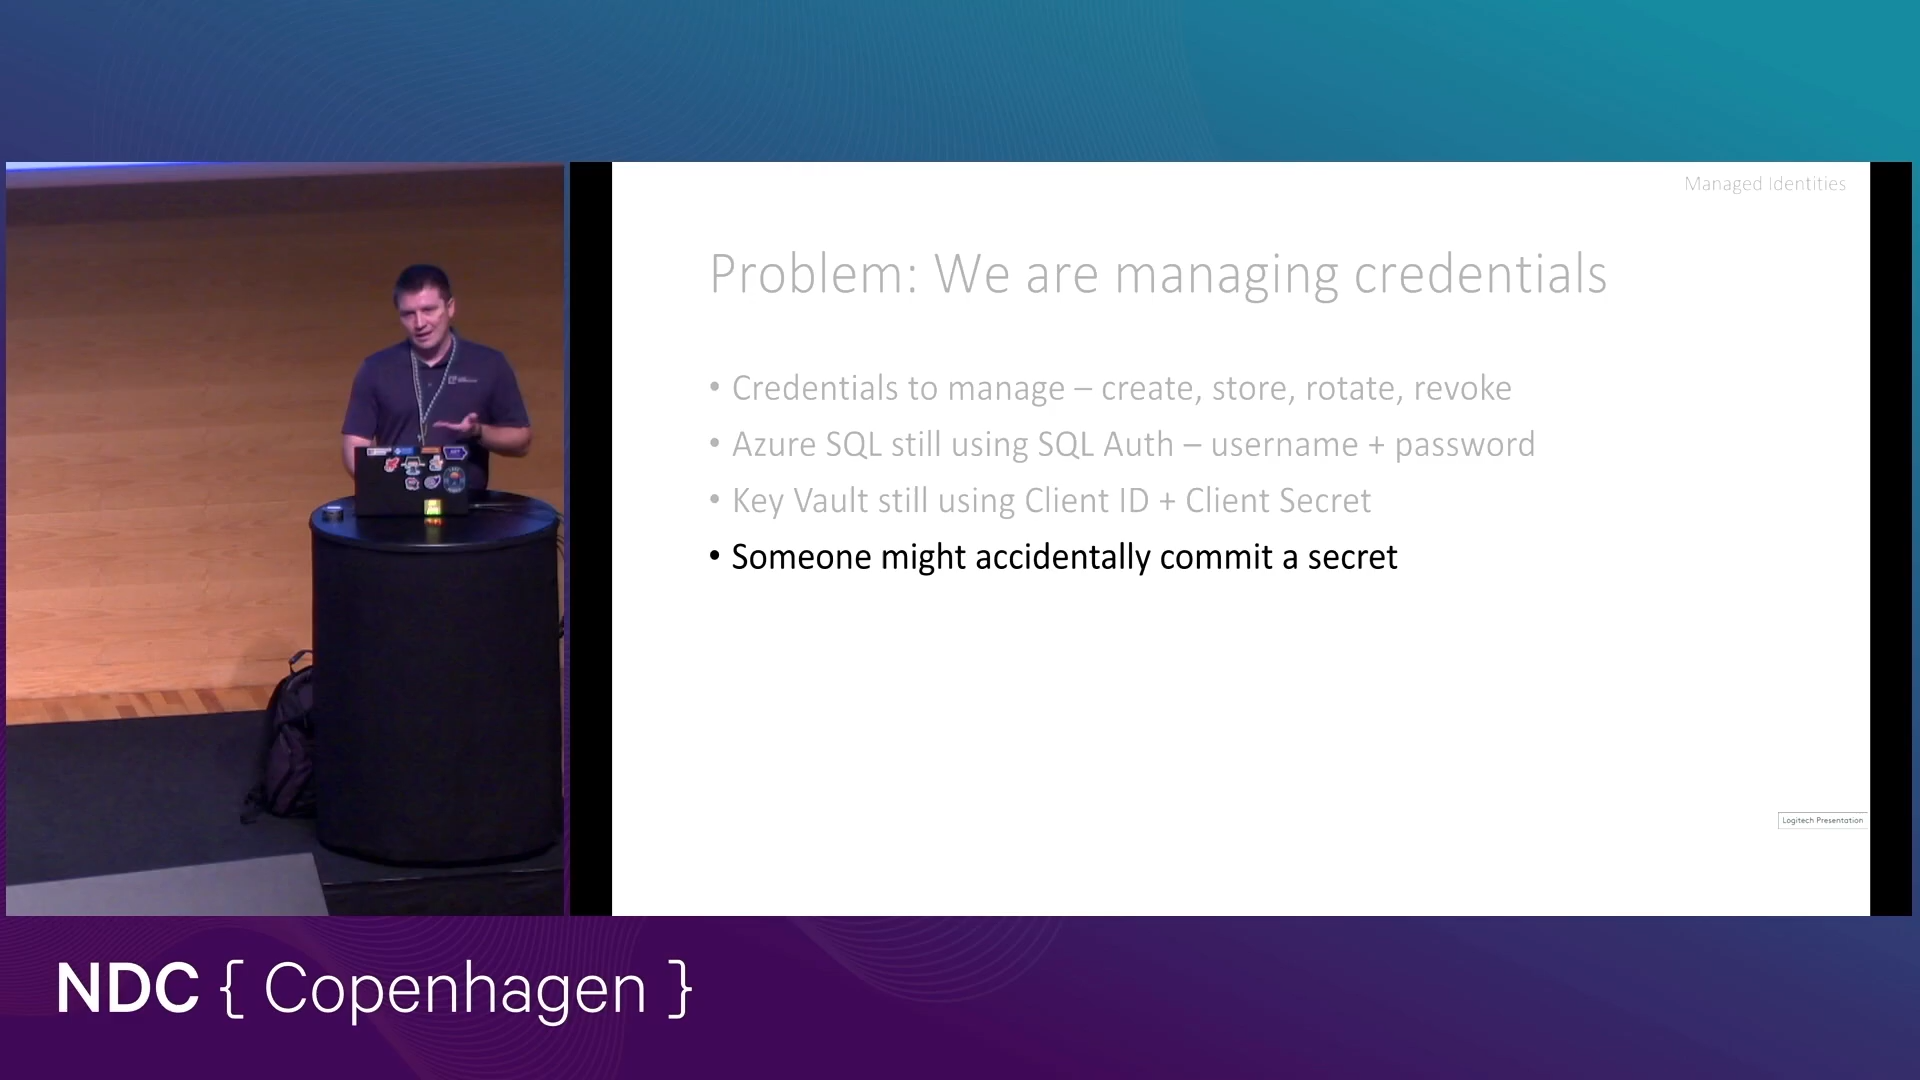 Managed Identities
Problem: We are managing credentials
• Credentials to manage – create, store, rotate, revoke
• Azure SQL still using SQL Auth – username + password
• Key Vault still using Client ID + Client Secret
• Someone might accidentally commit a secret
Logitech Presentation
NDC { Copenhagen }